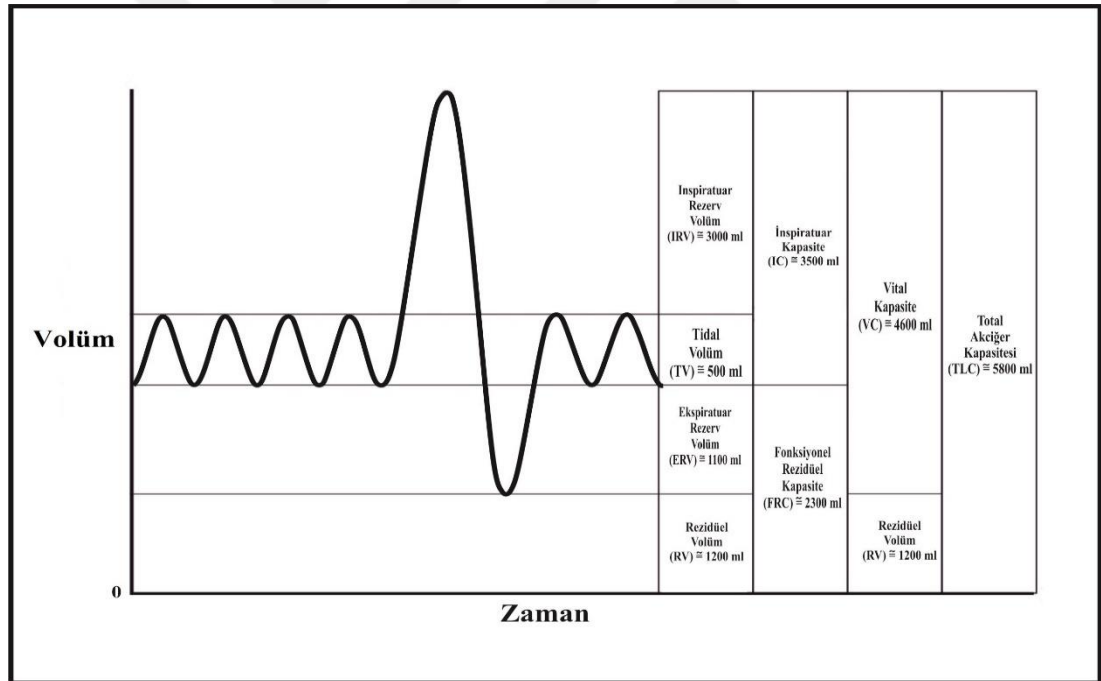 Inspiratuar
Rezerv
Volüm
(IRV) ≅ 3000 ml
İnspiratuar
Kapasite
(IC) ≅ 3500 ml
Vital
Kapasite
(VC) ≅ 4600 ml
Total
Akciğer
Kapasitesi
(TLC) ≅ 5800 ml
Volüm
Tidal
Volüm
(TV) ≅ 500 ml
Ekspiratuar
Rezerv
Volüm
(ERV) ≅ 1100 ml
Fonksiyonel
Rezidüel
Kapasite
(FRC) ≅ 2300 ml
Rezidüel
Volüm
(RV) ≅ 1200 ml
Rezidüel
Volüm
(RV) ≅ 1200 ml
0
Zaman